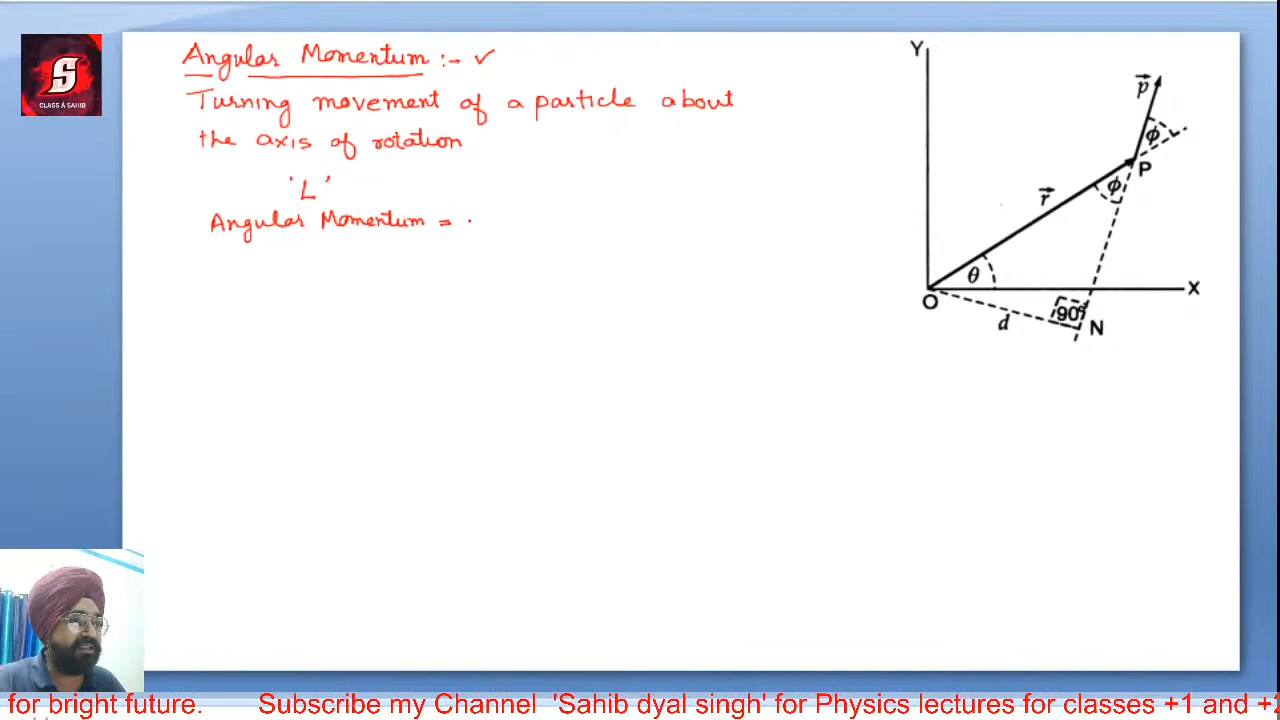 Angular Momentum :- ✓
Turning movement of a particle about
the axis of rotation
'L'
Angular Momentum = .
S
CLASS A SAHIB
Y
p
ϕ
P
ϕ
r
θ
O
X
d
90°
N
for bright future. Subscribe my Channel 'Sahib dyal singh' for Physics lectures for classes +1 and +2